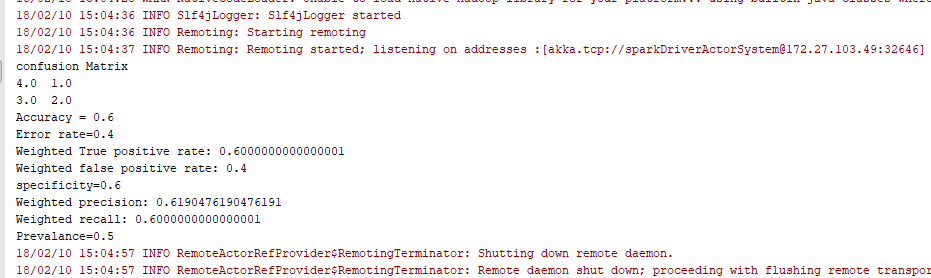 18/02/10 15:04:36 INFO Slf4jLogger: Slf4jLogger started
18/02/10 15:04:36 INFO Remoting: Starting remoting
18/02/10 15:04:37 INFO Remoting: Remoting started; listening on addresses :[akka.tcp://sparkDriverActorSystem@172.27.103.49:32646]
confusion Matrix
4.0 1.0
3.0 2.0
Accuracy = 0.6
Error rate=0.4
Weighted True positive rate: 0.6000000000000001
Weighted false positive rate: 0.4
specificity=0.6
Weighted precision: 0.6190476190476191
Weighted recall: 0.6000000000000001
Prevalance=0.5
18/02/10 15:04:57 INFO RemoteActorRefProvider$RemotingTerminator: Shutting down remote daemon.
18/02/10 15:04:57 INFO RemoteActorRefProvider$RemotingTerminator: Remote daemon shut down; proceeding with flushing remote transpor